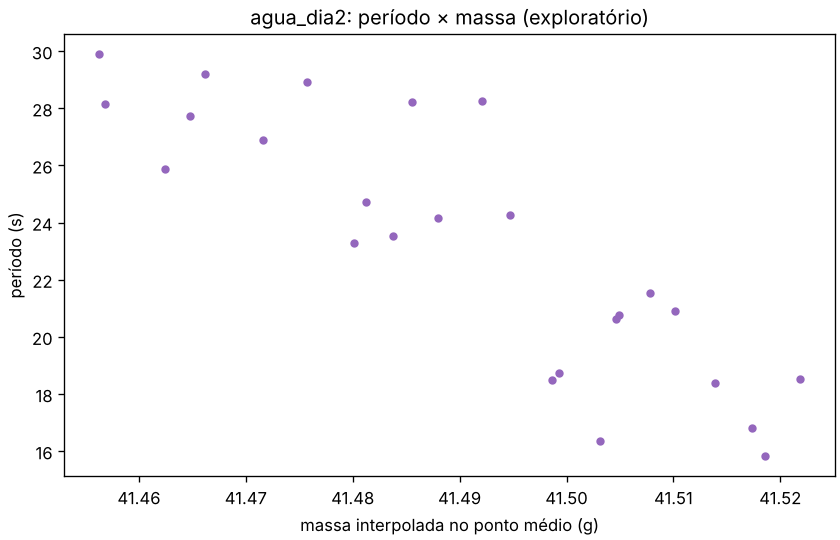 agua_dia2: período × massa (exploratório)
período (s)
30
28
26
24
22
20
18
16
41.46 41.47 41.48 41.49 41.50 41.51 41.52
massa interpolada no ponto médio (g)